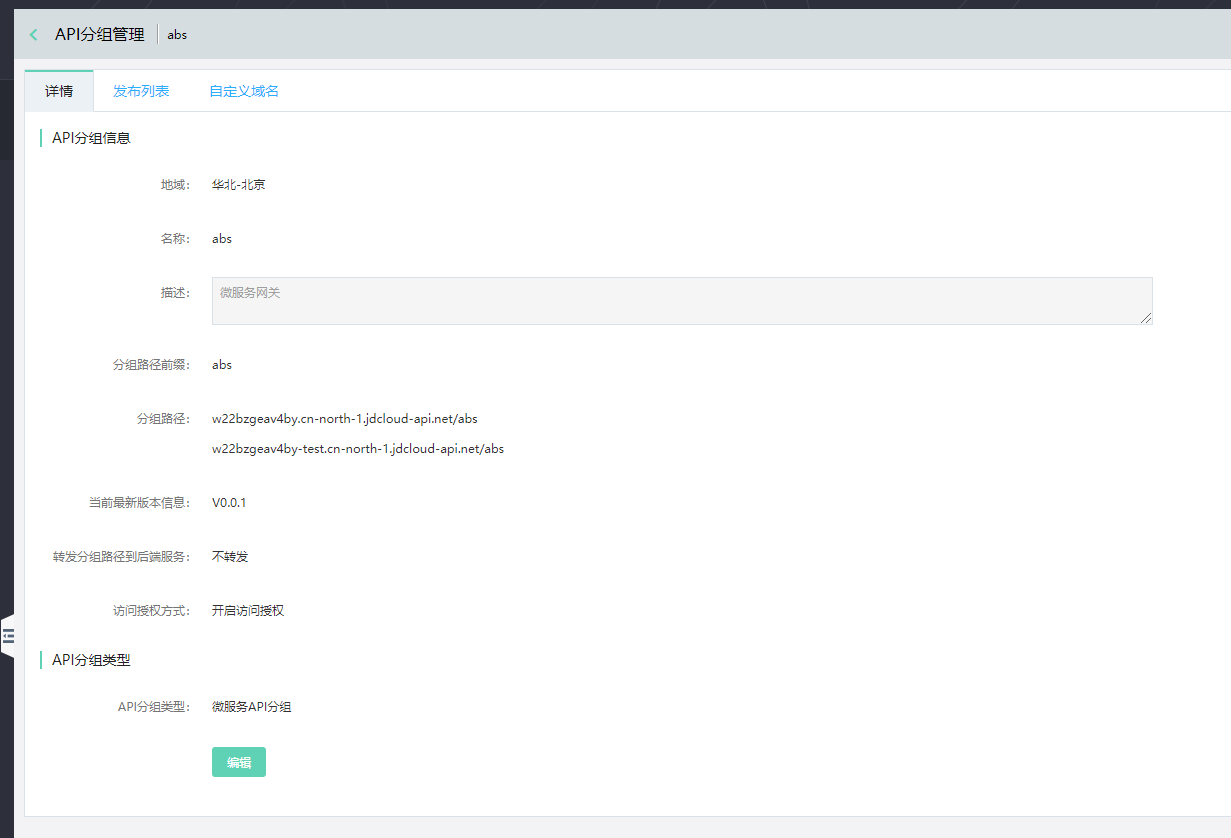 API分组管理 abs
详情 发布列表 自定义域名
API分组信息
地域: 华北-北京
名称: abs
描述: 微服务网关
分组路径前缀: abs
分组路径: w22bzgeav4by.cn-north-1.jdcloud-api.net/abs
w22bzgeav4by-test.cn-north-1.jdcloud-api.net/abs
当前最新版本信息: V0.0.1
转发分组路径到后端服务: 不转发
访问授权方式: 开启访问授权
API分组类型
API分组类型: 微服务API分组
编辑